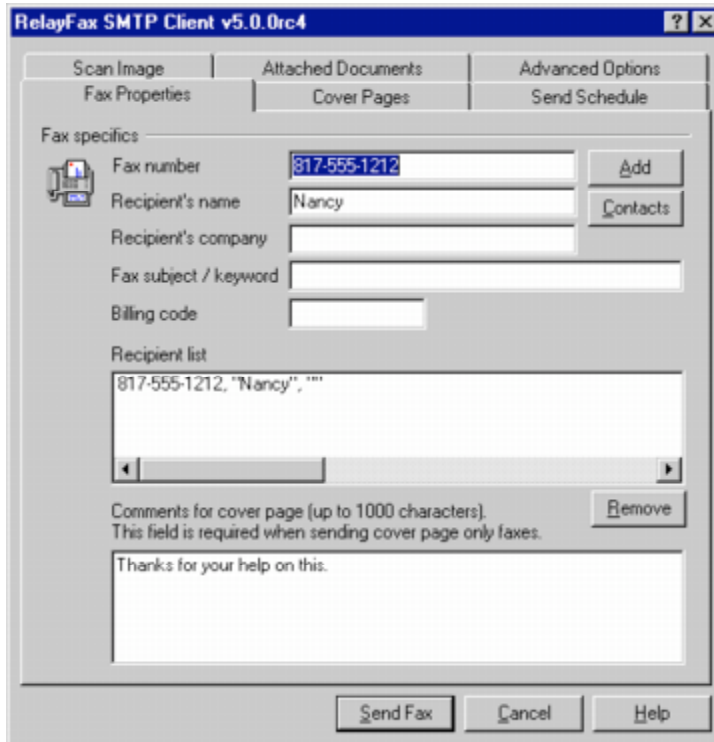 RelayFax SMTP Client v5.0.0rc4
Scan Image Attached Documents Advanced Options
Fax Properties Cover Pages Send Schedule
Fax specifics
Fax number 817-555-1212 Add
Recipient's name Nancy Contacts
Recipient's company
Fax subject / keyword
Billing code
Recipient list
817-555-1212, "Nancy", ""
Comments for cover page (up to 1000 characters). Remove
This field is required when sending cover page only faxes.
Thanks for your help on this.
Send Fax Cancel Help